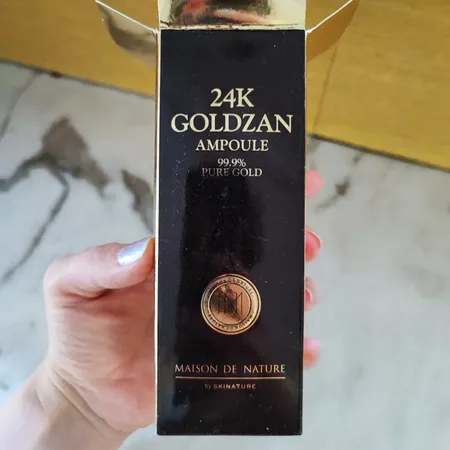 24K
GOLDZAN
AMPOULE
99.9%
PURE GOLD
MAISON DE NATURE
by SKINATURE